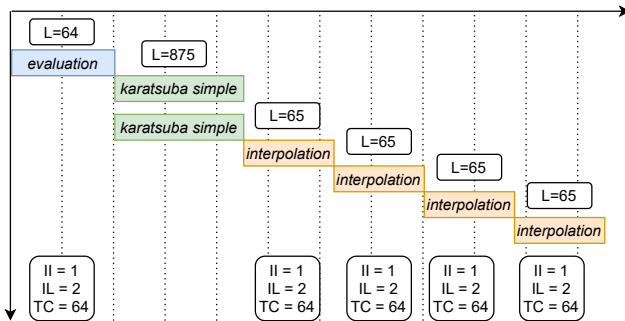 L=64
L=875
evaluation
karatsuba simple
karatsuba simple
L=65
interpolation
L=65
interpolation
L=65
interpolation
L=65
interpolation
II = 1
IL = 2
TC = 64
II = 1
IL = 2
TC = 64
II = 1
IL = 2
TC = 64
II = 1
IL = 2
TC = 64
II = 1
IL = 2
TC = 64